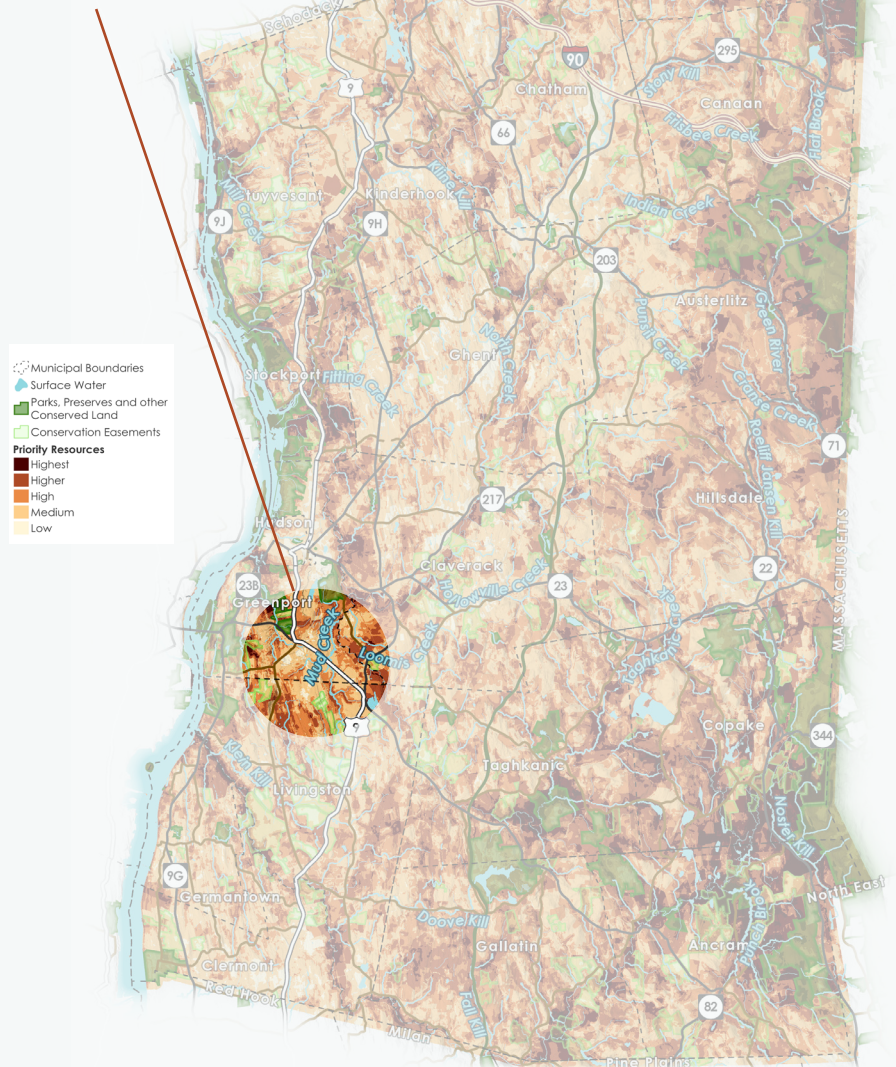 Schodack
90
295
9
Chatham
Stony Kill
Canaan
66
Frisbee Creek
Flat Brook
Kline Kill
Mill Creek
tuyvesant
Kinderhook
9J
9H
Indian Creek
203
Austerlitz
Green River
Punsit Creek
North Creek
Ghent
Municipal Boundaries
Surface Water
Parks, Preserves and other
Conserved Land
Conservation Easements
Priority Resources
Highest
Higher
High
Medium
Low
Stockport
Fitting Creek
Cranse Creek
Roeliff Jansen Kill
71
217
Hillsdale
Hudson
Claverack
22
MASSACHUSETTS
23B
Hollowville Creek
23
Greenport
Mud Creek
Loomis Creek
Taghkanic Creek
9
Copake
344
Klein Kill
Taghkanic
Livingston
Noster Kill
9G
North East
Germantown
Doove Kill
Gallatin
Ancram
Punch Brook
Clermont
Red Hook
Fall Kill
82
Milan
Pine Plains